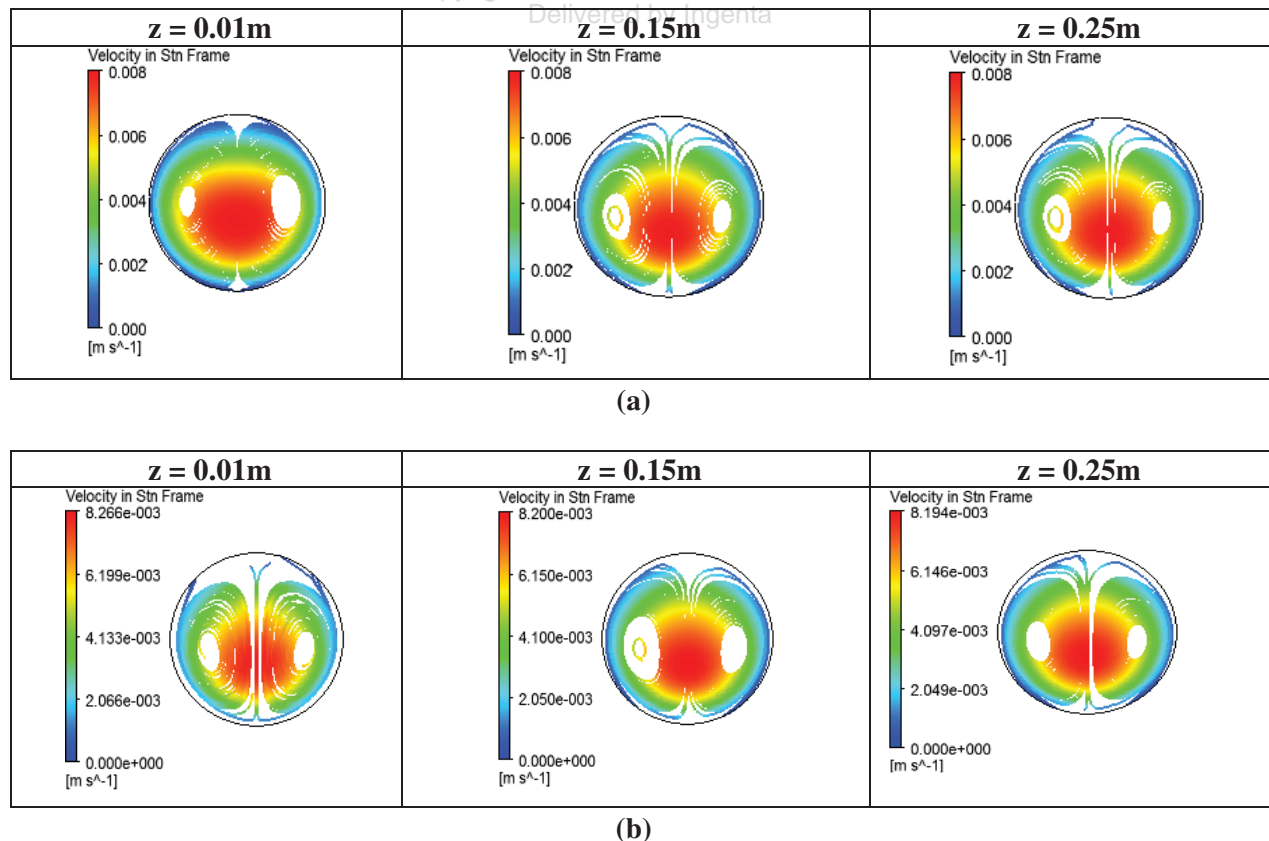 Delivered by Ingenta
z = 0.01m z = 0.15m z = 0.25m
Velocity in Stn Frame
0.008
0.006
0.004
0.002
0.000
[m s^-1]
Velocity in Stn Frame
0.008
0.006
0.004
0.002
0.000
[m s^-1]
Velocity in Stn Frame
0.008
0.006
0.004
0.002
0.000
[m s^-1]
(a)
z = 0.01m z = 0.15m z = 0.25m
Velocity in Stn Frame
8.266e-003
6.199e-003
4.133e-003
2.066e-003
0.000e+000
[m s^-1]
Velocity in Stn Frame
8.200e-003
6.150e-003
4.100e-003
2.050e-003
0.000e+000
[m s^-1]
Velocity in Stn Frame
8.194e-003
6.146e-003
4.097e-003
2.049e-003
0.000e+000
[m s^-1]
(b)